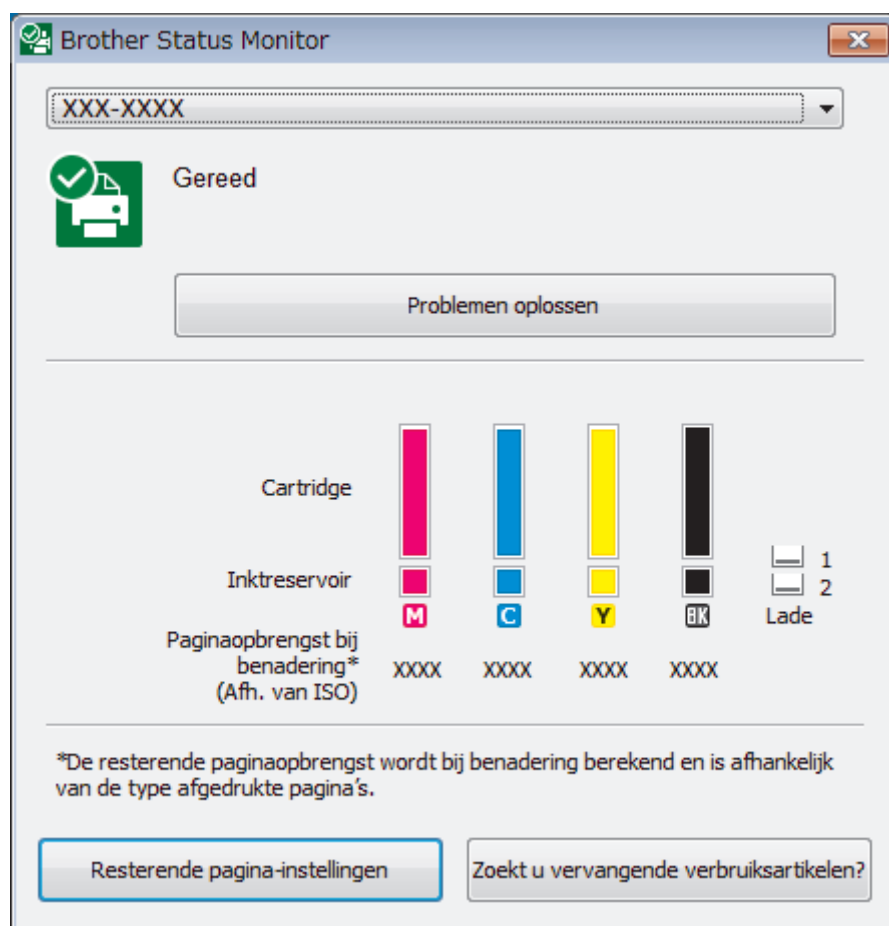 Brother Status Monitor
XXX-XXXX
Gereed
Problemen oplossen
Cartridge
Inktreservoir
1
2
M C Y BK Lade
Paginaopbrengst bij
benadering*
(Afh. van ISO)
XXXX XXXX XXXX XXXX
*De resterende paginaopbrengst wordt bij benadering berekend en is afhankelijk
van de type afgedrukte pagina's.
Resterende pagina-instellingen
Zoekt u vervangende verbruiksartikelen?